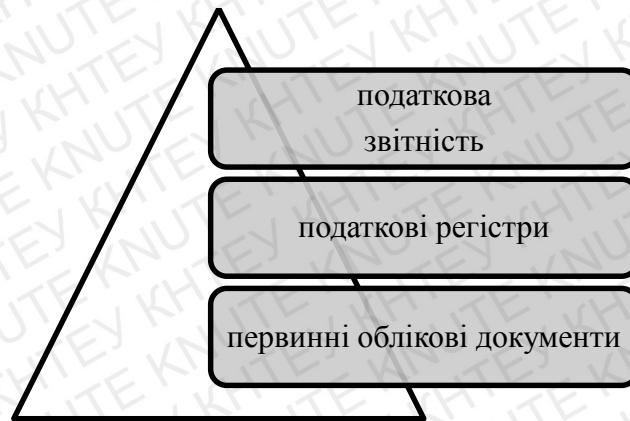 податкова
звітність
податкові регістри
первинні облікові документи